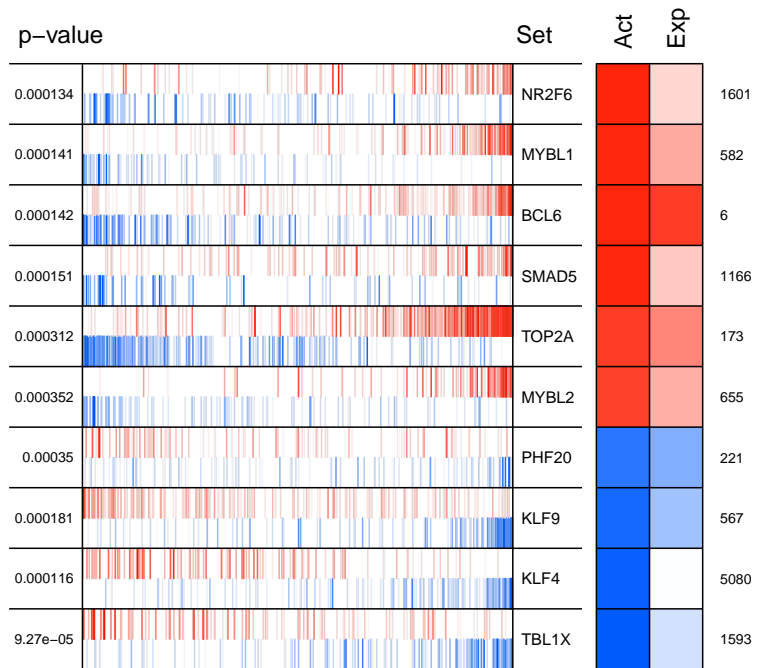 p−value Set Act Exp
0.000134 NR2F6 1601
0.000141 MYBL1 582
0.000142 BCL6 6
0.000151 SMAD5 1166
0.000312 TOP2A 173
0.000352 MYBL2 655
0.00035 PHF20 221
0.000181 KLF9 567
0.000116 KLF4 5080
9.27e−05 TBL1X 1593